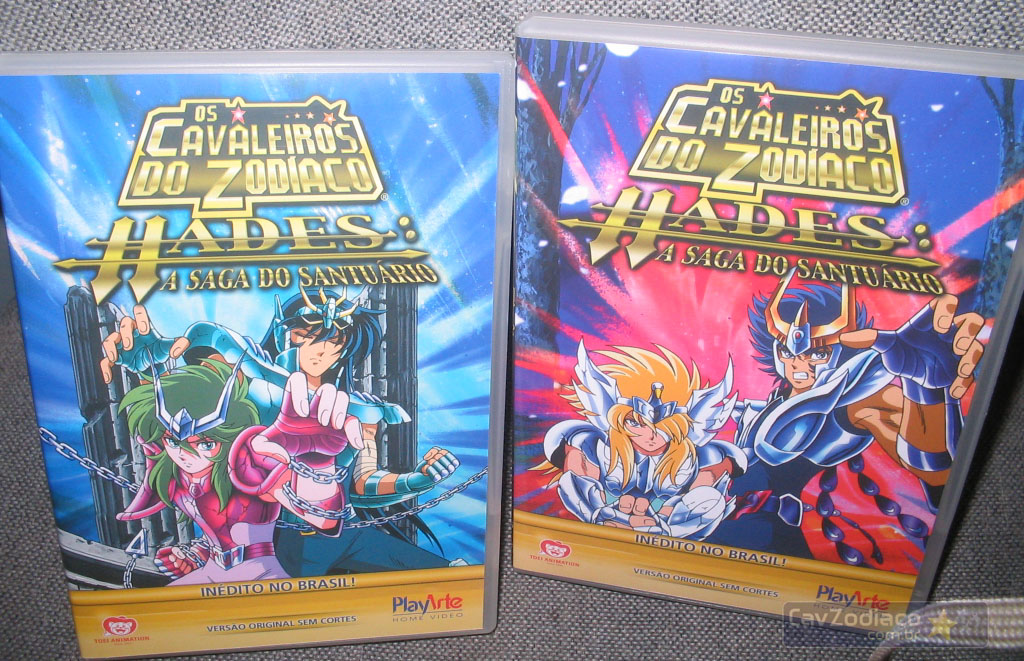 OS
CAVALEIROS
DO ZODÍACO
HADES:
A SAGA DO SANTUÁRIO
INÉDITO NO BRASIL!
VERSÃO ORIGINAL SEM CORTES
TOEI ANIMATION
PlayArte
HOME VIDEO
OS
CAVALEIROS
DO ZODÍACO
HADES:
A SAGA DO SANTUÁRIO
INÉDITO NO BRASIL!
VERSÃO ORIGINAL SEM CORTES
TOEI ANIMATION
PlayArte
HOME VIDEO
CavZodiaco
com.br